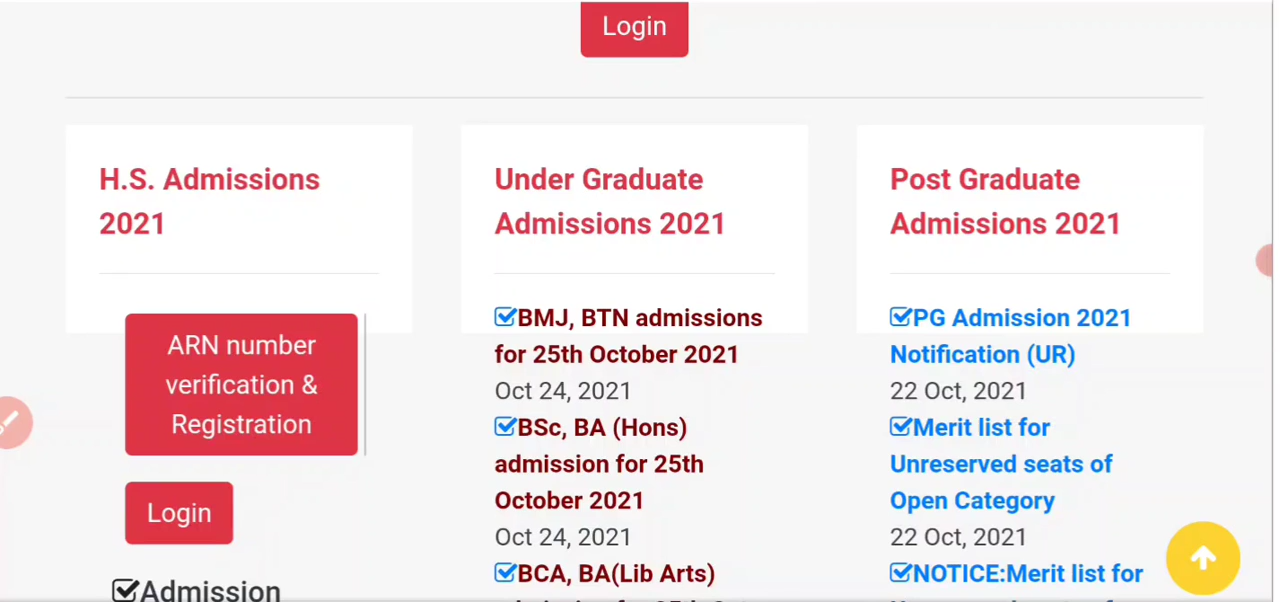 Login
H.S. Admissions
2021
ARN number
verification &
Registration
Login
Admission
Under Graduate
Admissions 2021
BMJ, BTN admissions
for 25th October 2021
Oct 24, 2021
BSc, BA (Hons)
admission for 25th
October 2021
Oct 24, 2021
BCA, BA(Lib Arts)
Post Graduate
Admissions 2021
PG Admission 2021
Notification (UR)
22 Oct, 2021
Merit list for
Unreserved seats of
Open Category
22 Oct, 2021
NOTICE:Merit list for